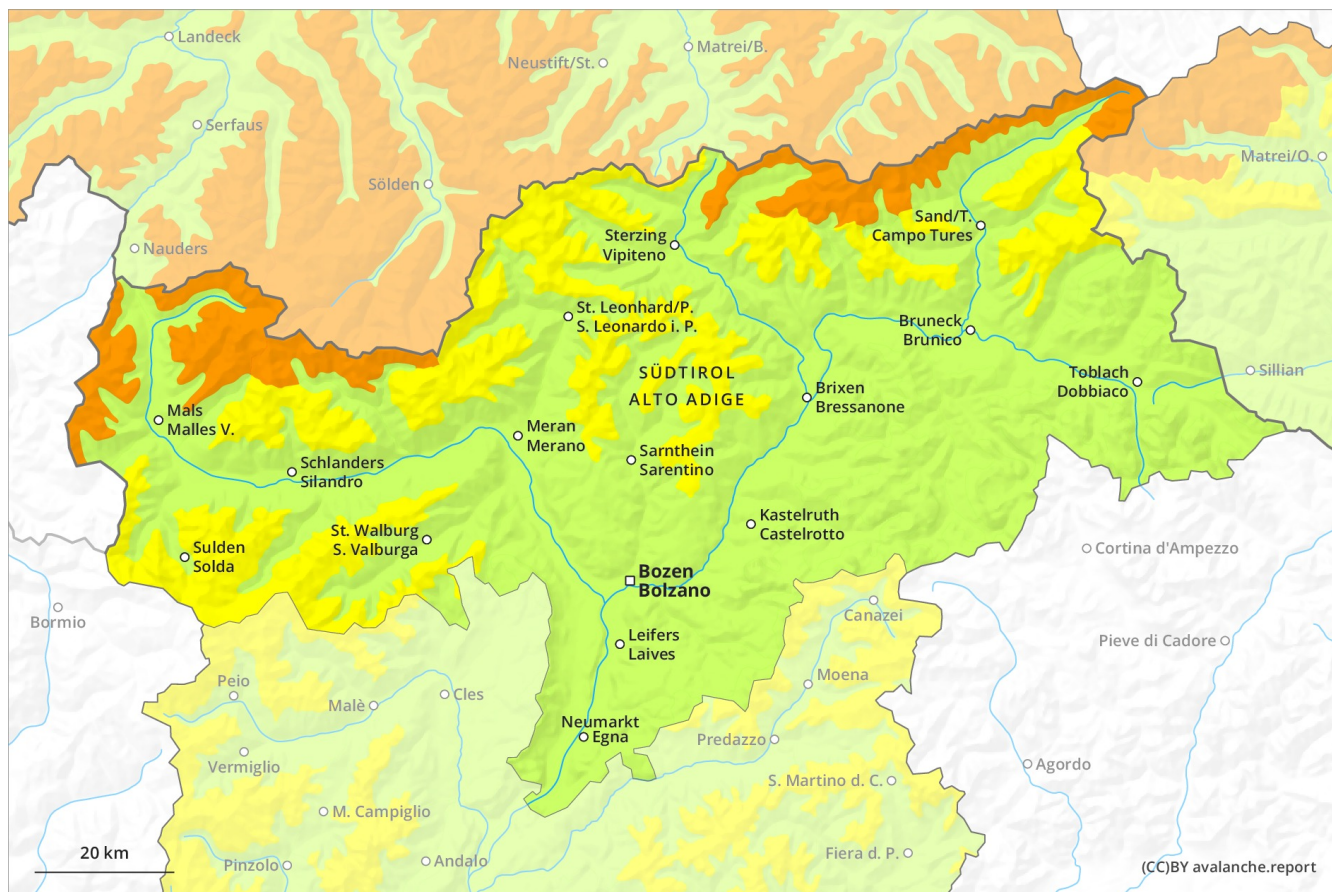 Landeck
Matrei/B.
Neustift/St.
Serfaus
Matrei/O.
Sölden
Sand/T.
Campo Tures
Sterzing
Vipiteno
Nauders
St. Leonhard/P.
S. Leonardo i. P.
Bruneck
Brunico
SÜDTIROL
ALTO ADIGE
Toblach
Dobbiaco
Sillian
Brixen
Bressanone
Mals
Malles V.
Meran
Merano
Sarnthein
Sarentino
Schlanders
Silandro
Kastelruth
Castelrotto
St. Walburg
S. Valburga
Sulden
Solda
Cortina d'Ampezzo
Bozen
Bolzano
Bormio
Canazei
Leifers
Laives
Pieve di Cadore
Peio
Moena
Malè
Cles
Neumarkt
Egna
Predazzo
Vermiglio
Agordo
S. Martino d. C.
M. Campiglio
20 km
Pinzolo
Andalo
Fiera d. P.
(CC)BY avalanche.report